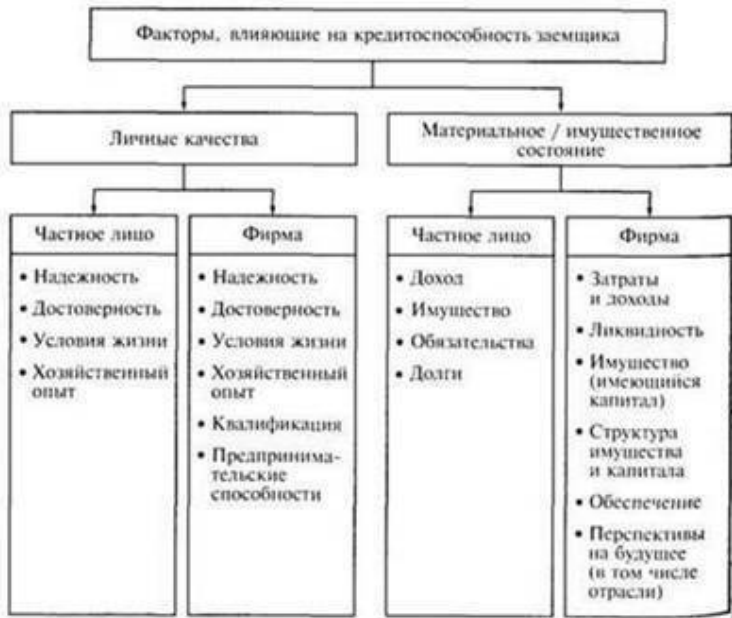 Факторы, влияющие на кредитоспособность заемщика
Личные качества
Материальное / имущественное
состояние
Частное лицо
• Надежность
• Достоверность
• Условия жизни
• Хозяйственный
опыт
Фирма
• Надежность
• Достоверность
• Условия жизни
• Хозяйственный
опыт
• Квалификация
• Предпринима-
тельские
способности
Частное лицо
• Доход
• Имущество
• Обязательства
• Долги
Фирма
• Затраты
и доходы
• Ликвидность
• Имущество
(имеющийся
капитал)
• Структура
имущества
и капитала
• Обеспечение
• Перспективы
на будущее
(в том числе
отрасли)